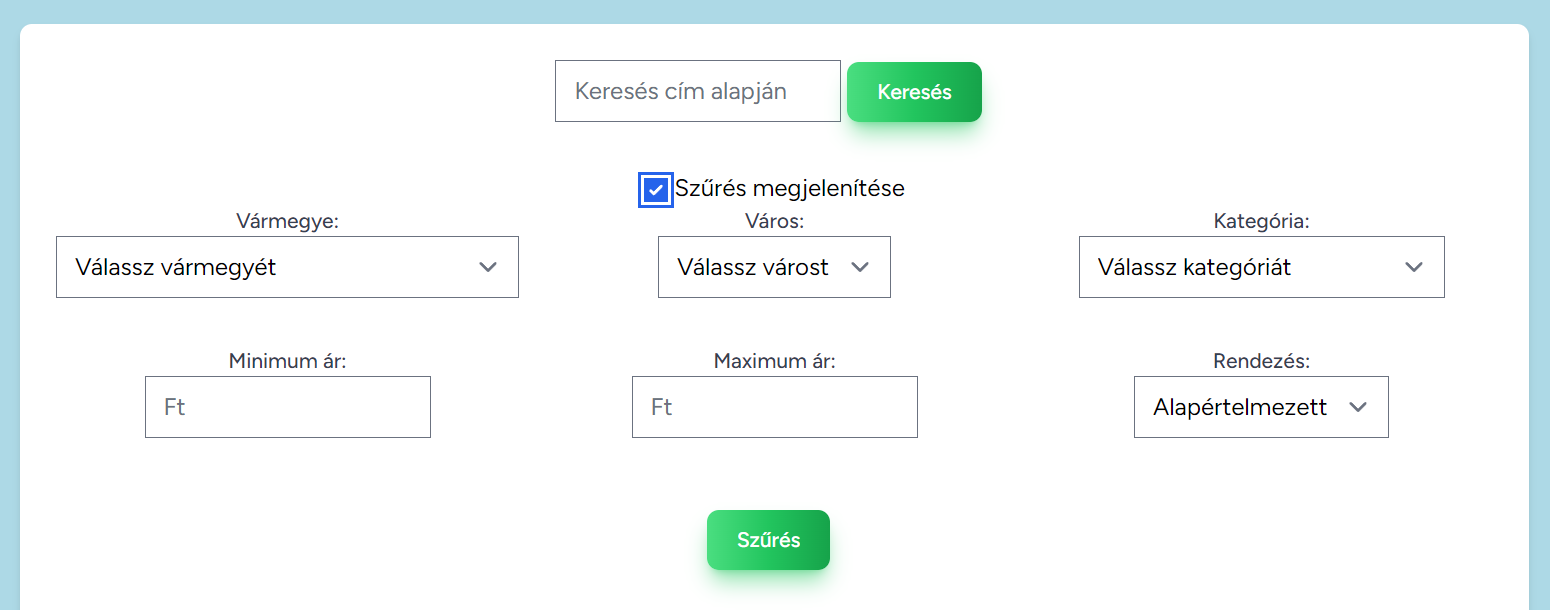 Keresés cím alapján Keresés
Szűrés megjelenítése
Vármegye: Város: Kategória:
Válassz vármegyét Válassz várost Válassz kategóriát
Minimum ár: Maximum ár: Rendezés:
Ft Ft Alapértelmezett
Szűrés